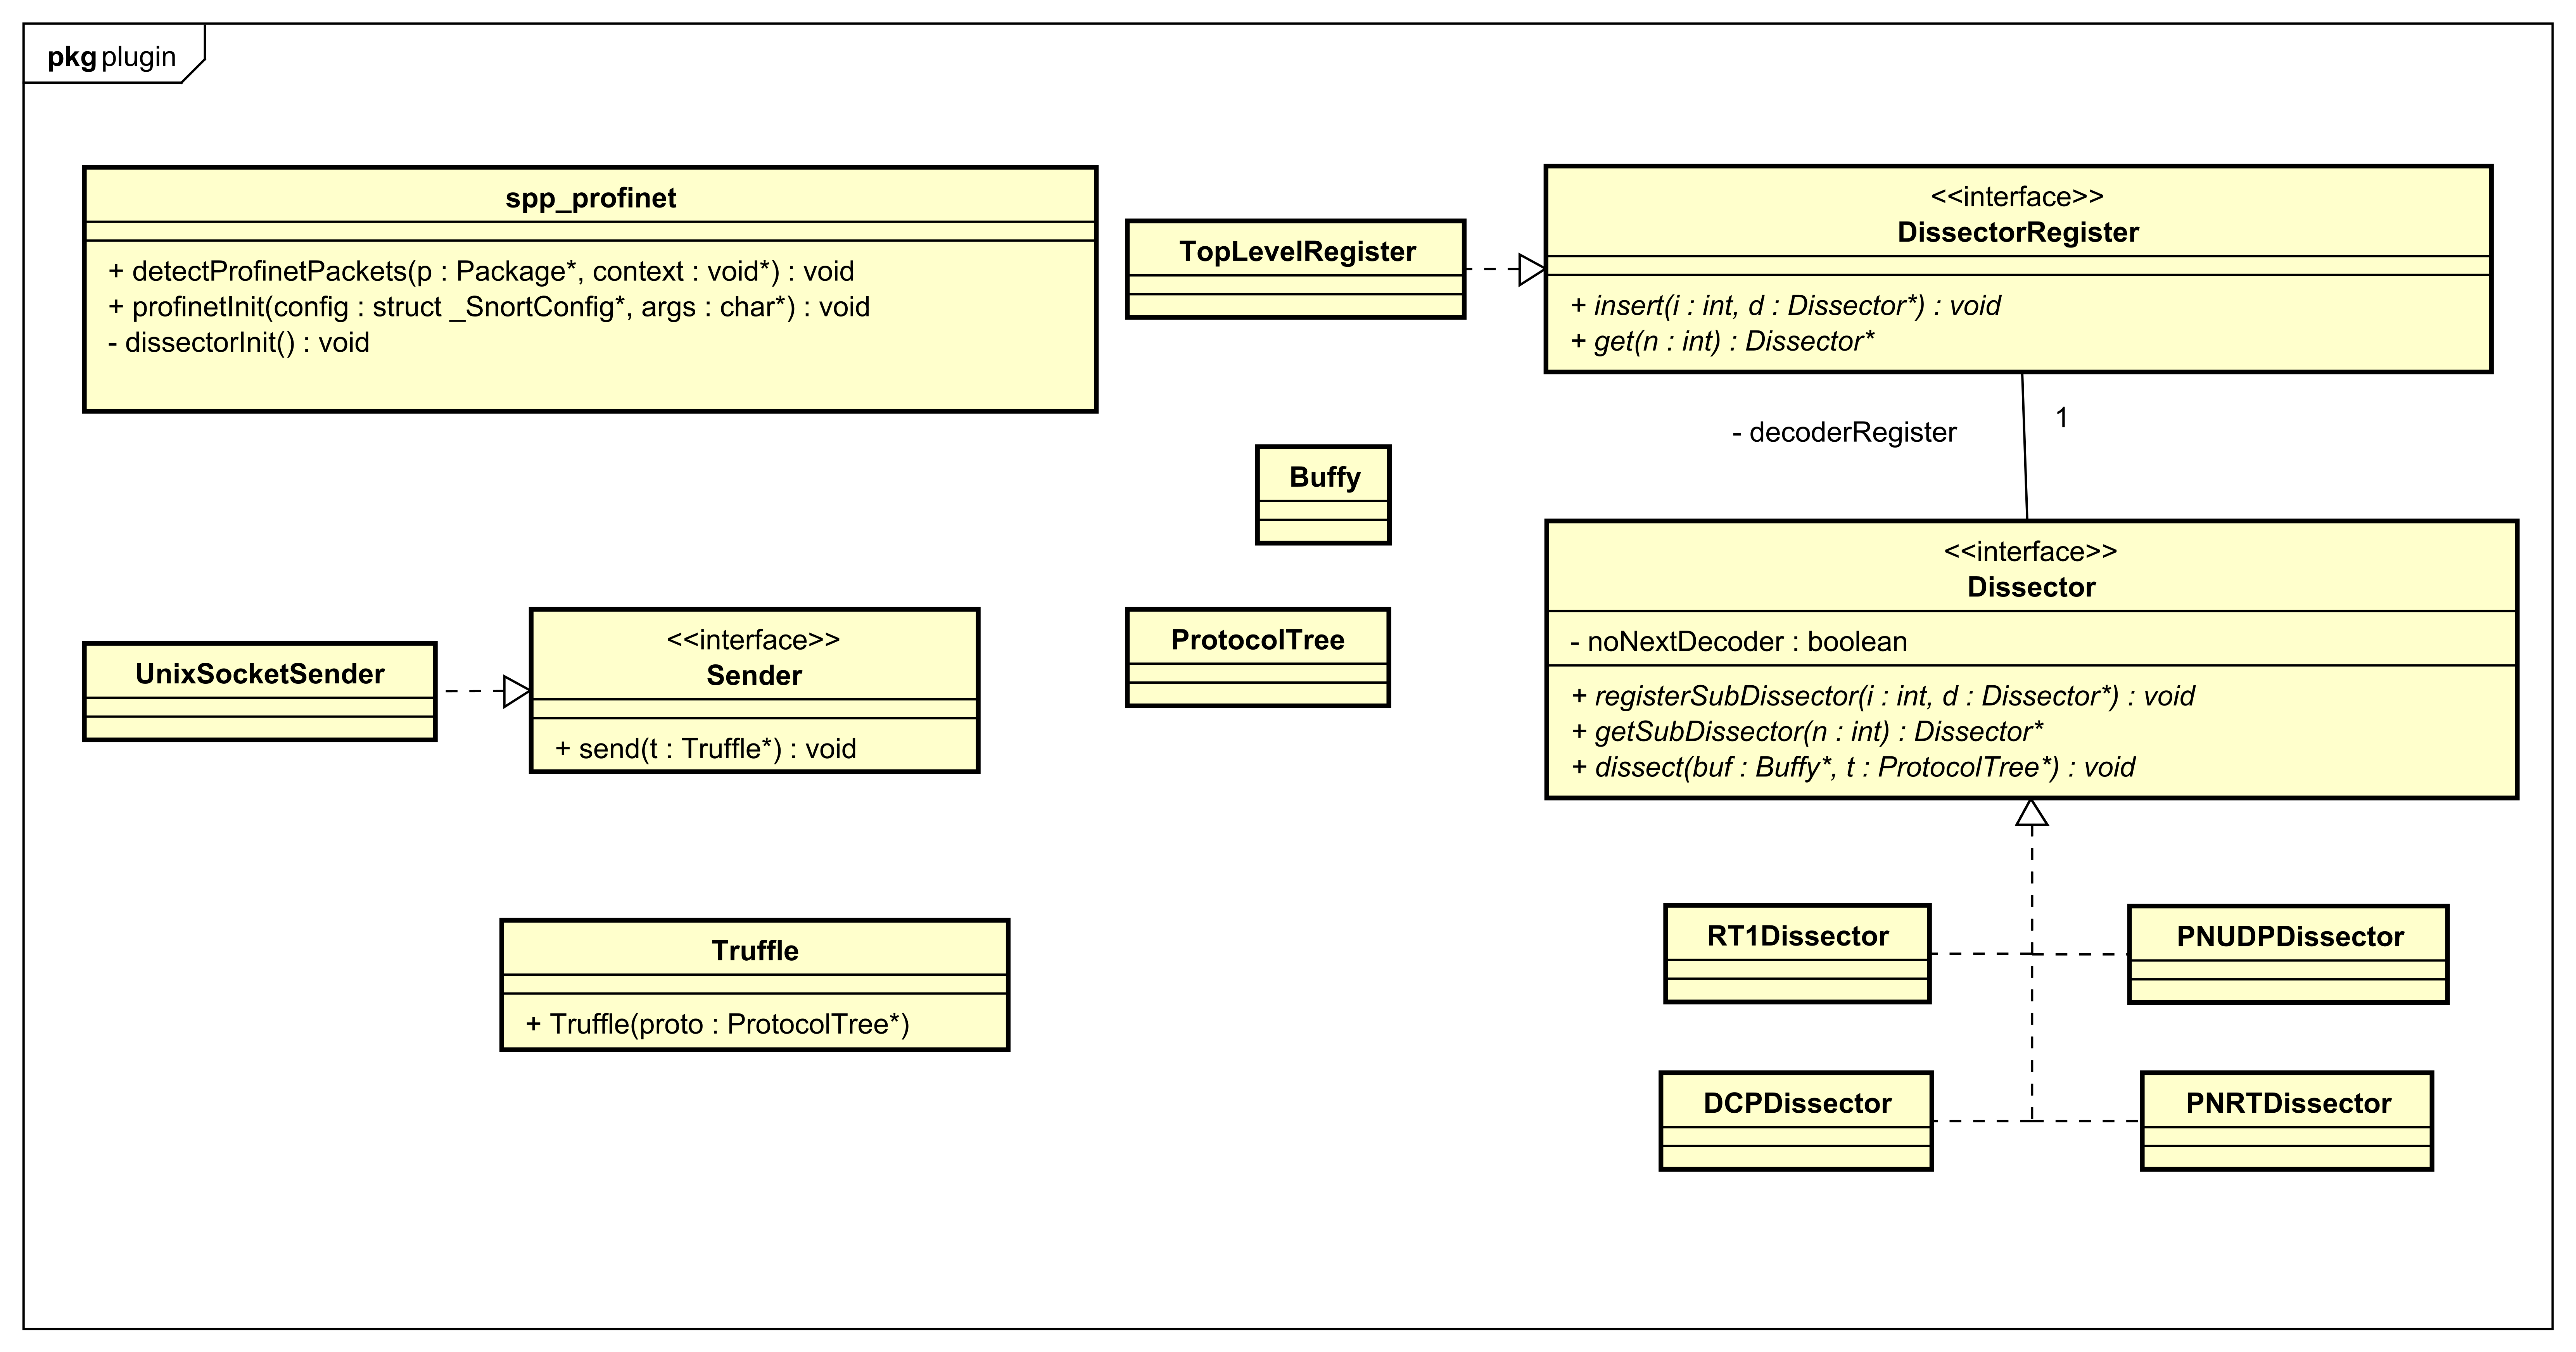 pkg plugin
spp_profinet
+ detectProfinetPackets(p : Package*, context : void*) : void
+ profinetInit(config : struct _SnortConfig*, args : char*) : void
- dissectorInit() : void
TopLevelRegister
<<interface>>
DissectorRegister
+ insert(i : int, d : Dissector*) : void
+ get(n : int) : Dissector*
- decoderRegister
1
Buffy
<<interface>>
Dissector
- noNextDecoder : boolean
+ registerSubDissector(i : int, d : Dissector*) : void
+ getSubDissector(n : int) : Dissector*
+ dissect(buf : Buffy*, t : ProtocolTree*) : void
UnixSocketSender
<<interface>>
Sender
+ send(t : Truffle*) : void
ProtocolTree
Truffle
+ Truffle(proto : ProtocolTree*)
RT1Dissector
PNUDPDissector
DCPDissector
PNRTDissector